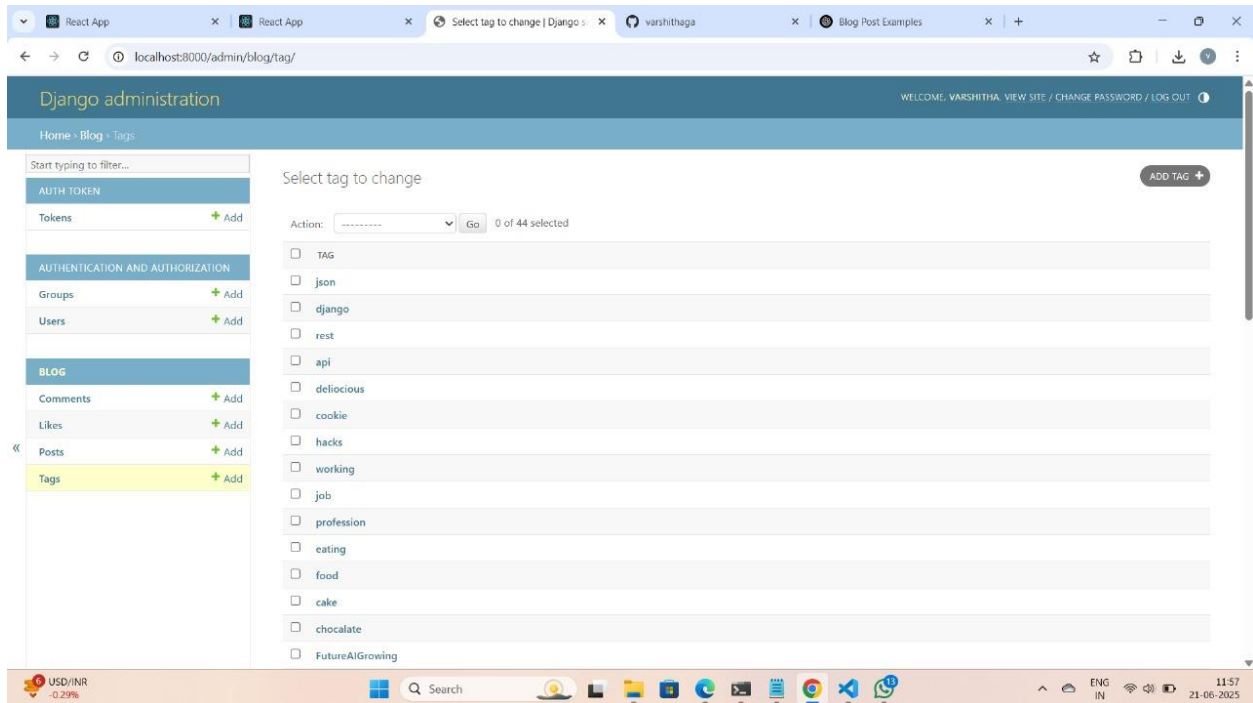 React App
React App
Select tag to change | Django s
varshithaga
Blog Post Examples
localhost:8000/admin/blog/tag/
Django administration
WELCOME, VARSHITHA. VIEW SITE / CHANGE PASSWORD / LOG OUT
Home › Blog › Tags
Start typing to filter...
AUTH TOKEN
Tokens + Add
AUTHENTICATION AND AUTHORIZATION
Groups + Add
Users + Add
BLOG
Comments + Add
Likes + Add
Posts + Add
Tags + Add
«
Select tag to change
ADD TAG +
Action: --------- Go 0 of 44 selected
TAG
json
django
rest
api
deliocious
cookie
hacks
working
job
profession
eating
food
cake
chocalate
FutureAIGrowing
6
USD/INR
-0.29%
Search
13
ENG
IN
11:57
21-06-2025